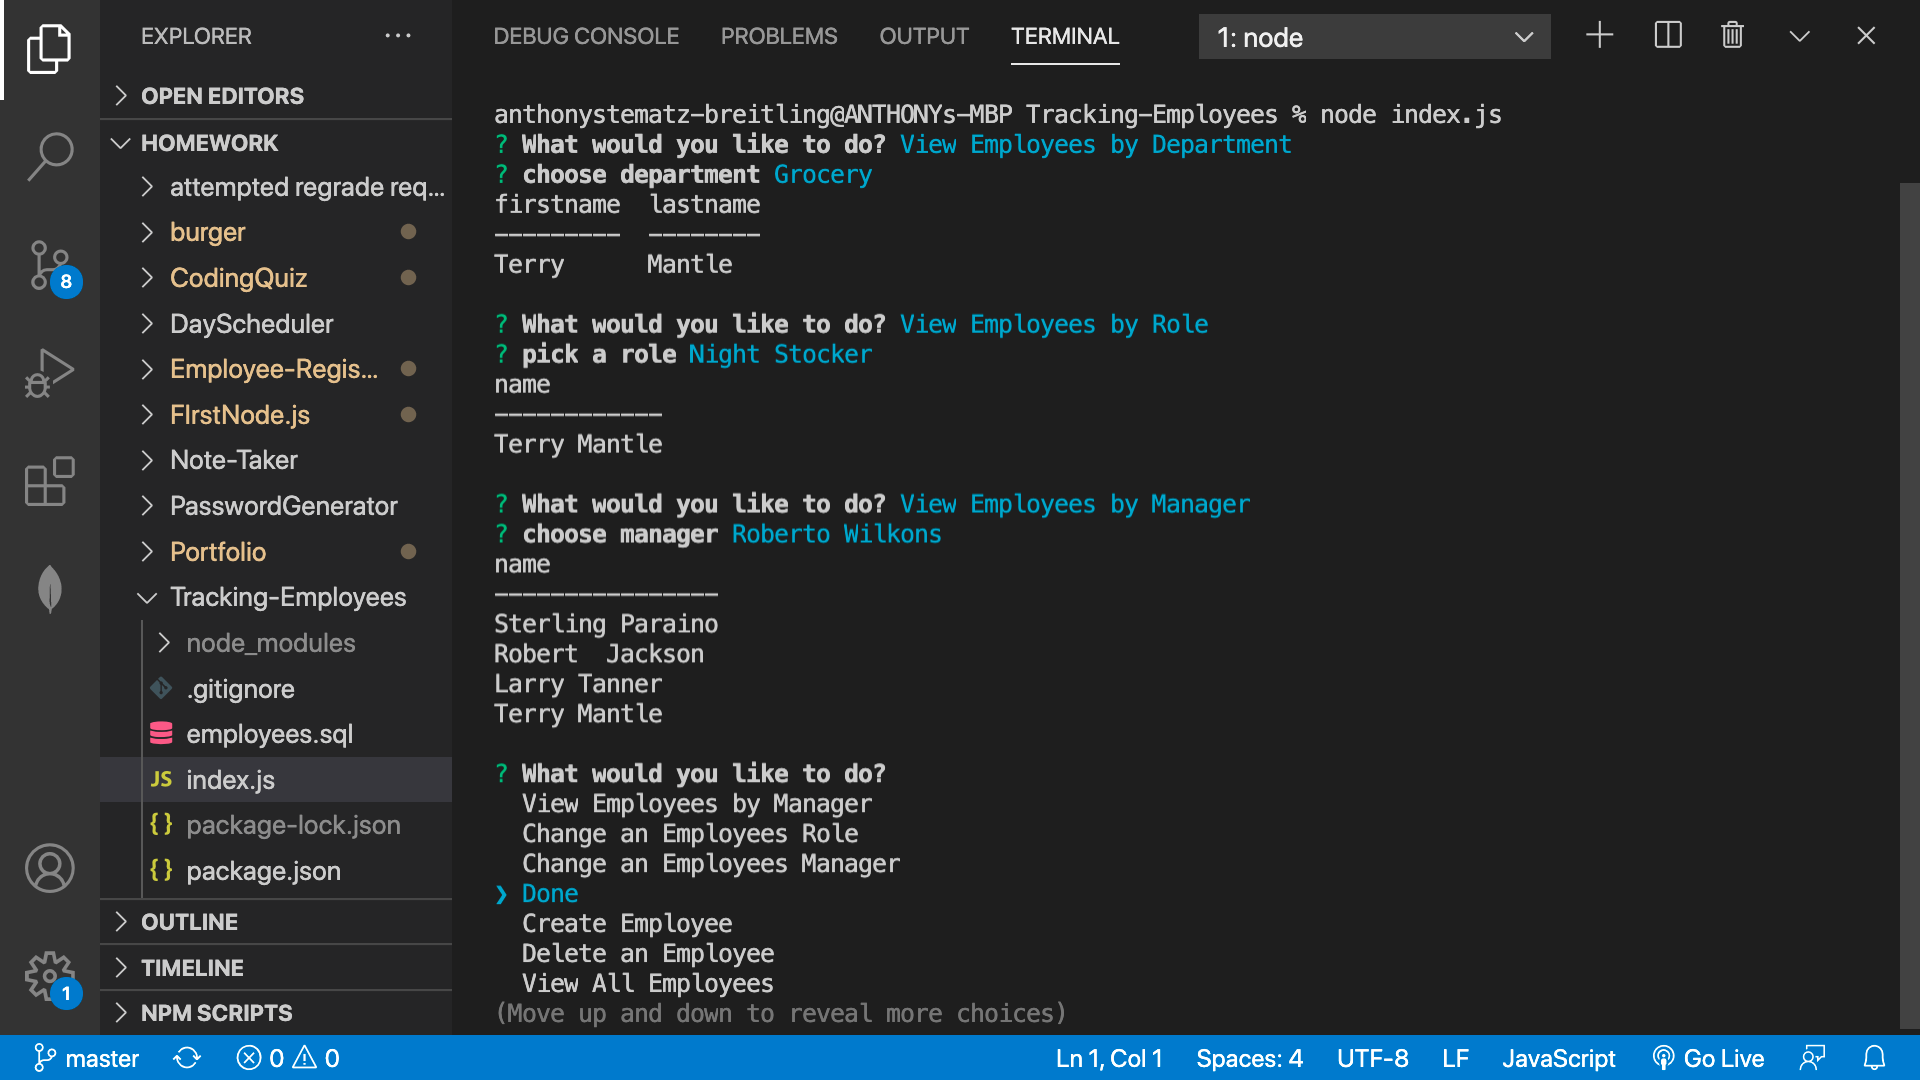 EXPLORER
OPEN EDITORS
HOMEWORK
attempted regrade req...
burger
CodingQuiz
DayScheduler
Employee-Regis...
FIrstNode.js
Note-Taker
PasswordGenerator
Portfolio
Tracking-Employees
node_modules
.gitignore
employees.sql
JS index.js
{} package-lock.json
{} package.json
OUTLINE
TIMELINE
NPM SCRIPTS
8
1
DEBUG CONSOLE PROBLEMS OUTPUT TERMINAL 1: node
anthonystematz-breitling@ANTHONYs-MBP Tracking-Employees % node index.js
? What would you like to do? View Employees by Department
? choose department Grocery
firstname  lastname
---------  --------
Terry      Mantle
? What would you like to do? View Employees by Role
? pick a role Night Stocker
name
------------
Terry Mantle
? What would you like to do? View Employees by Manager
? choose manager Roberto Wilkons
name
----------------
Sterling Paraino
Robert  Jackson
Larry Tanner
Terry Mantle
? What would you like to do?
View Employees by Manager
Change an Employees Role
Change an Employees Manager
❯ Done
Create Employee
Delete an Employee
View All Employees
(Move up and down to reveal more choices)
master 0 0 Ln 1, Col 1 Spaces: 4 UTF-8 LF JavaScript Go Live